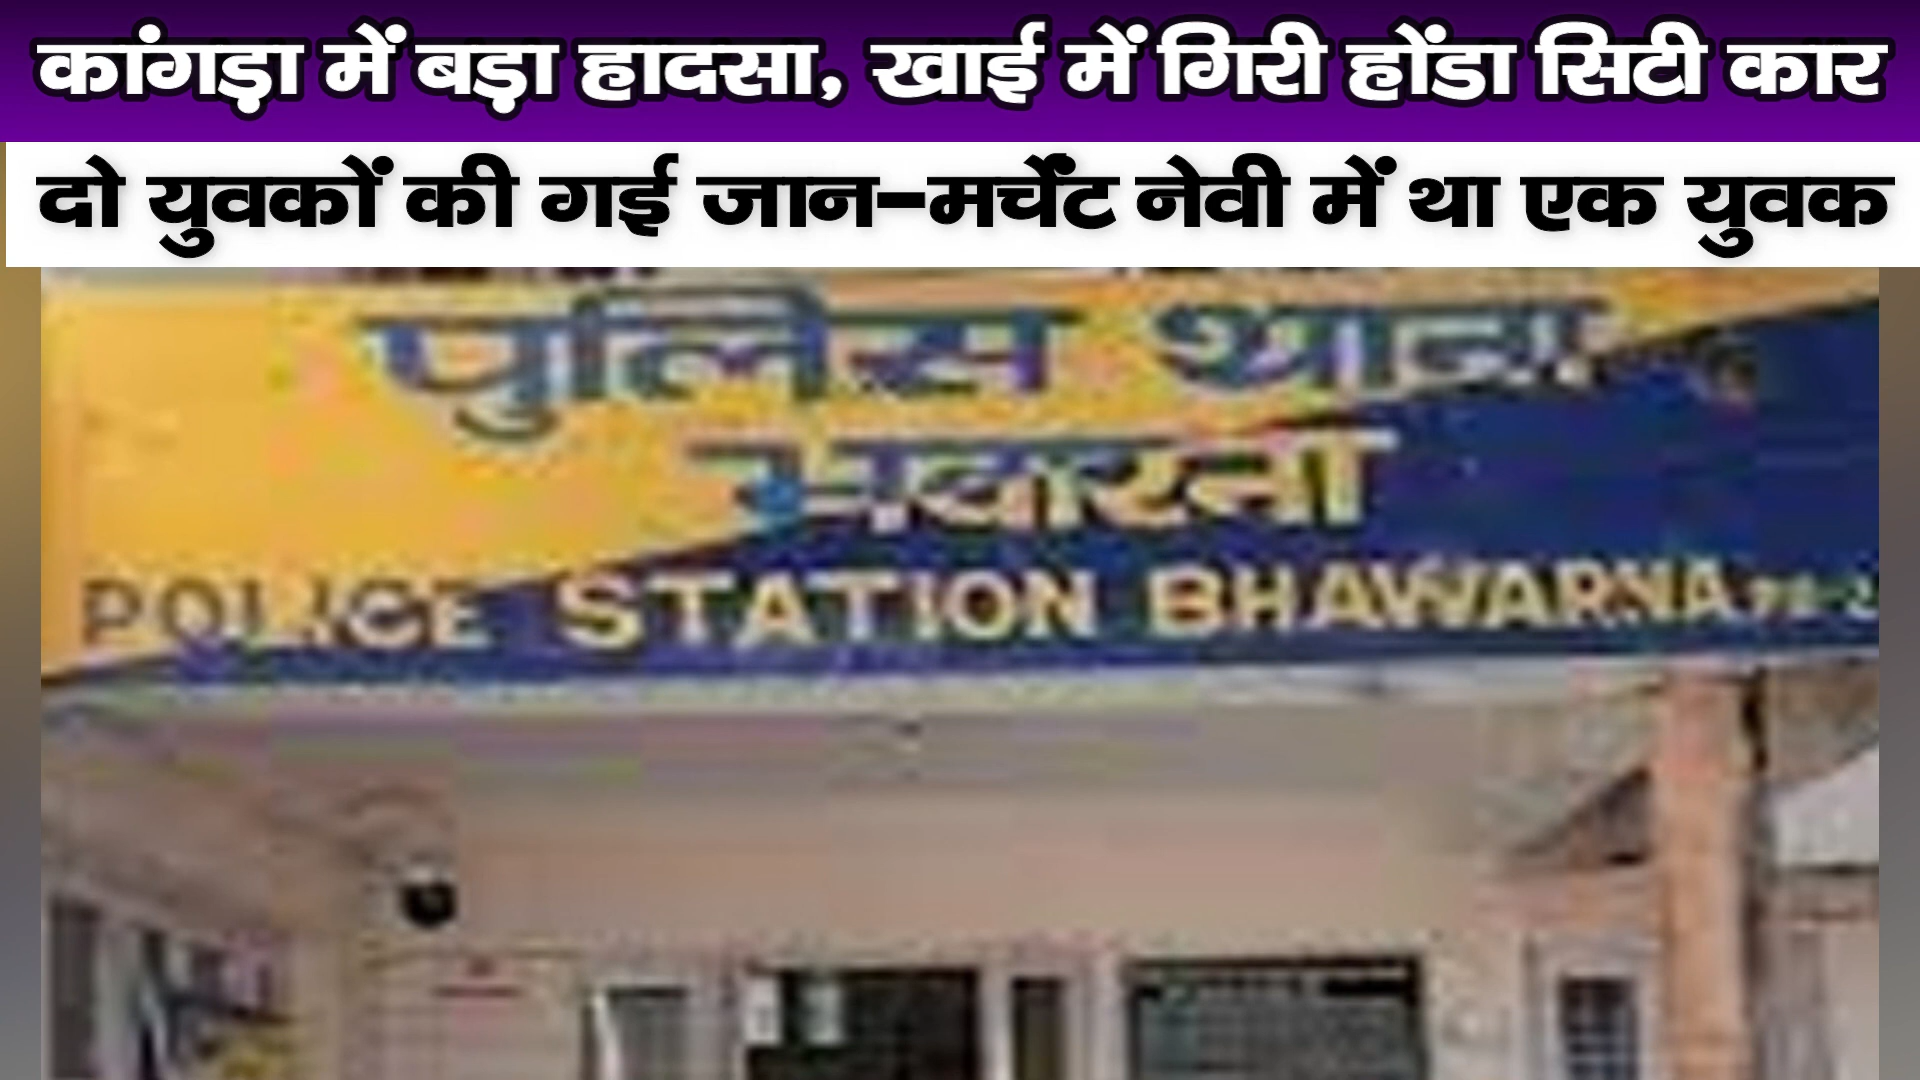 कांगड़ा में बड़ा हादसा, खाई में गिरी होंडा सिटी कार
दो युवकों की गई जान-मर्चेंट नेवी में था एक युवक
पुलिस थाना
भवारना
POLICE STATION BHAWARNA